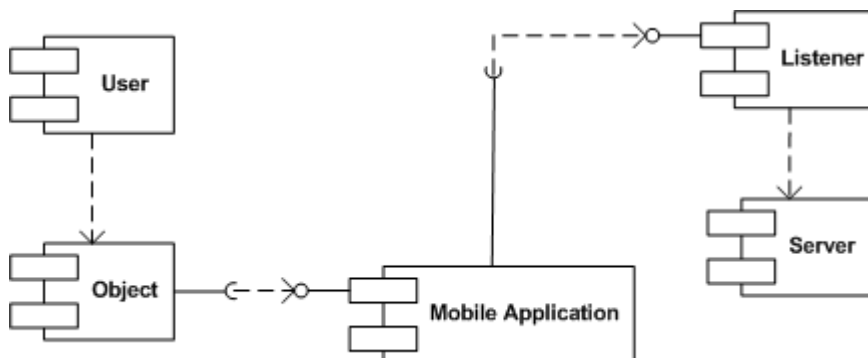 User
Listener
Object
Server
Mobile Application